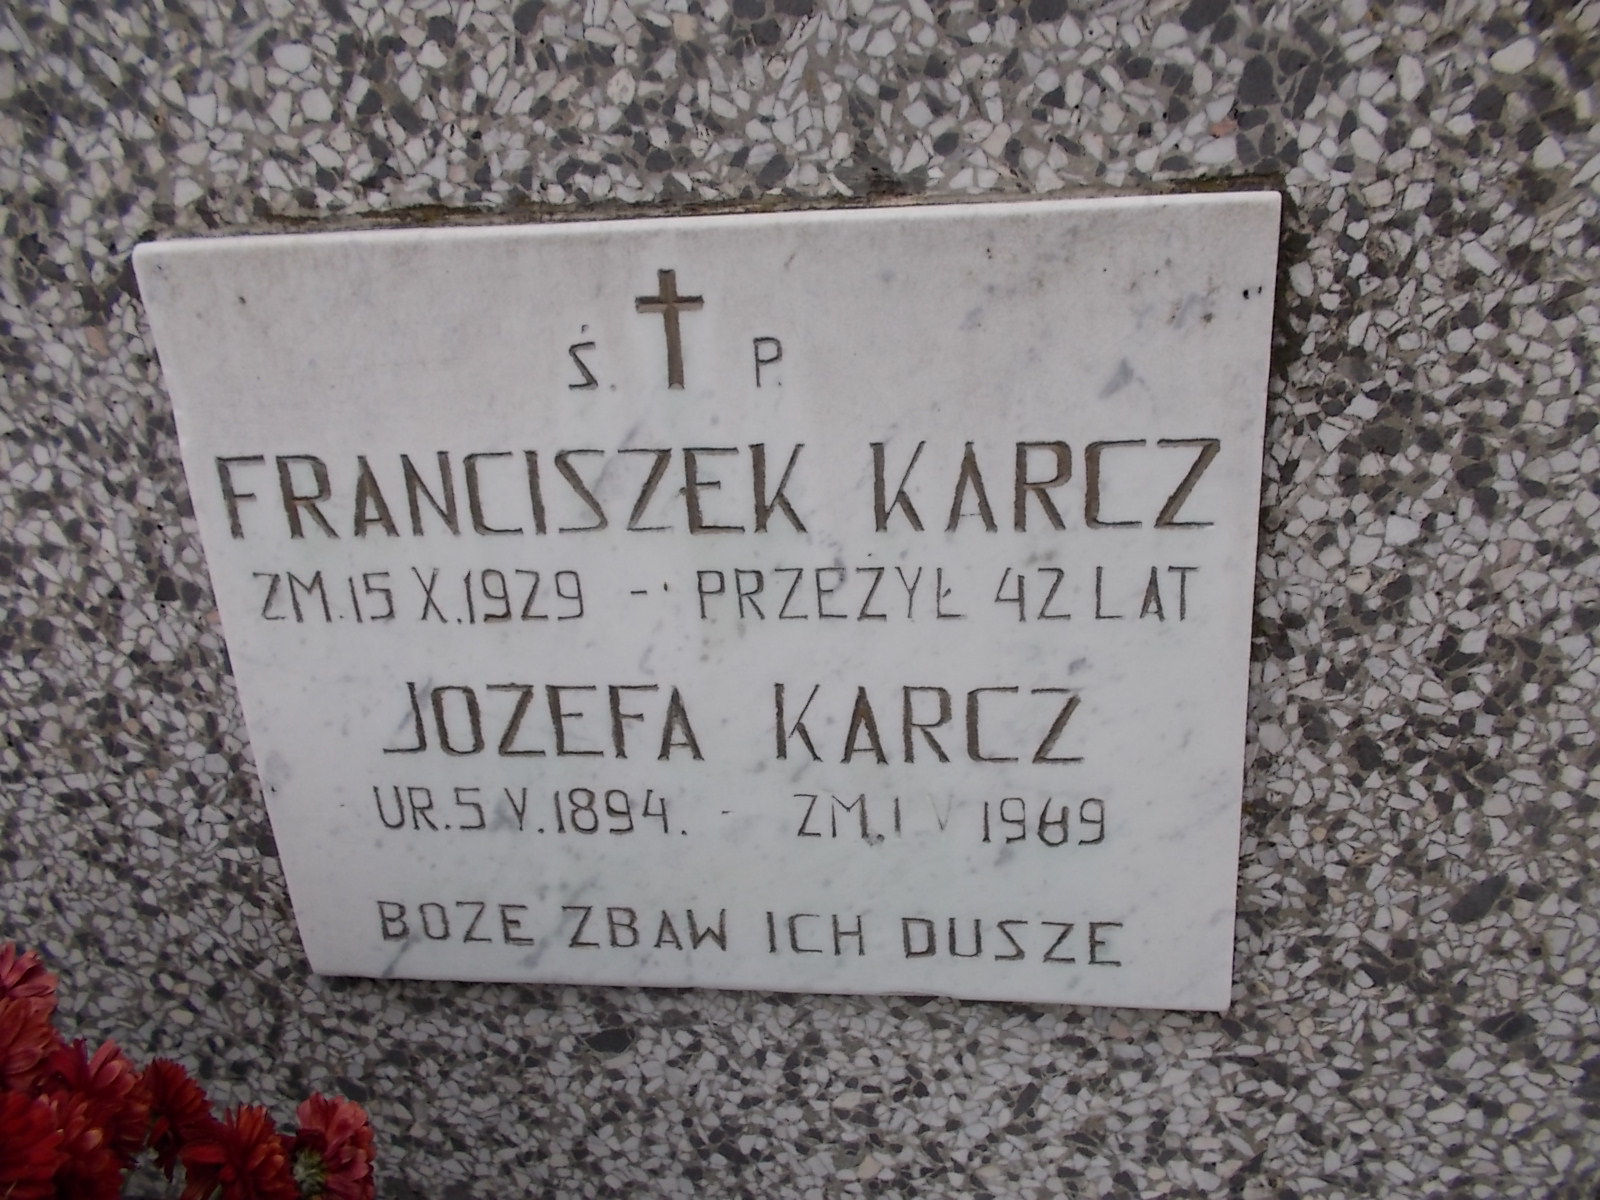 Ś. P.
FRANCISZEK KARCZ
ZM. 15 X. 1929 - PRZEŻYŁ 42 LAT
JOZEFA KARCZ
UR. 5 V. 1894. - ZM. I V 1969
BOZE ZBAW ICH DUSZE